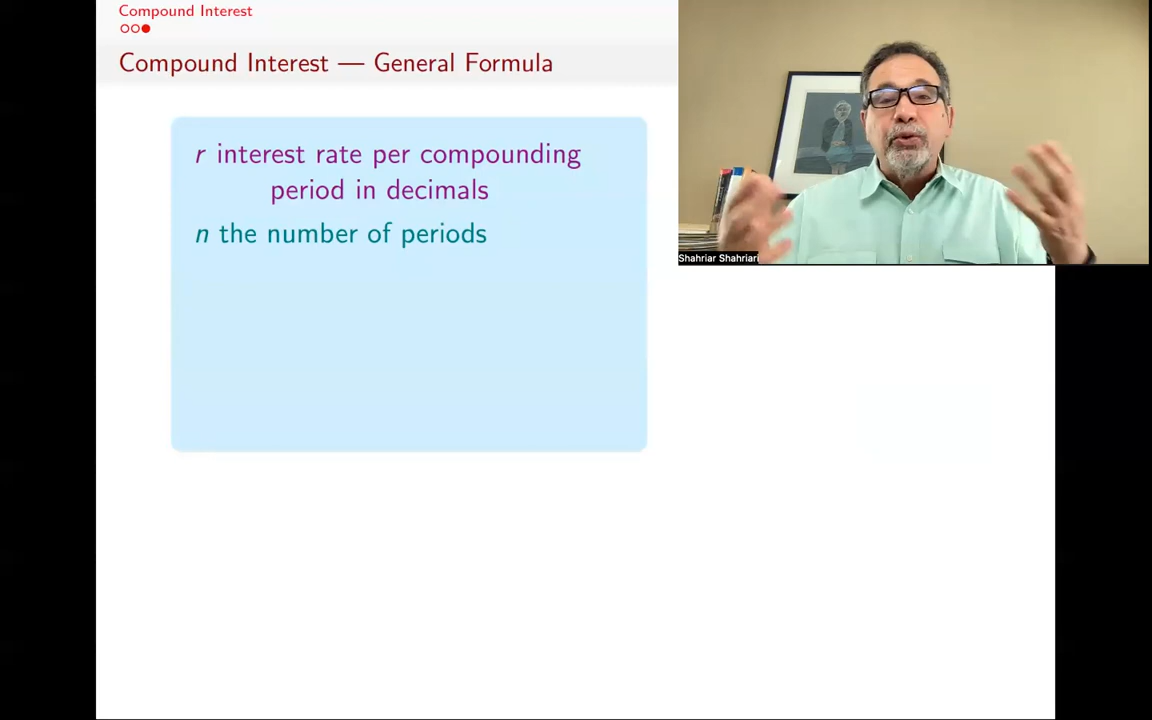 Compound Interest
Compound Interest — General Formula
r interest rate per compounding
period in decimals
n the number of periods
Shahriar Shahriari